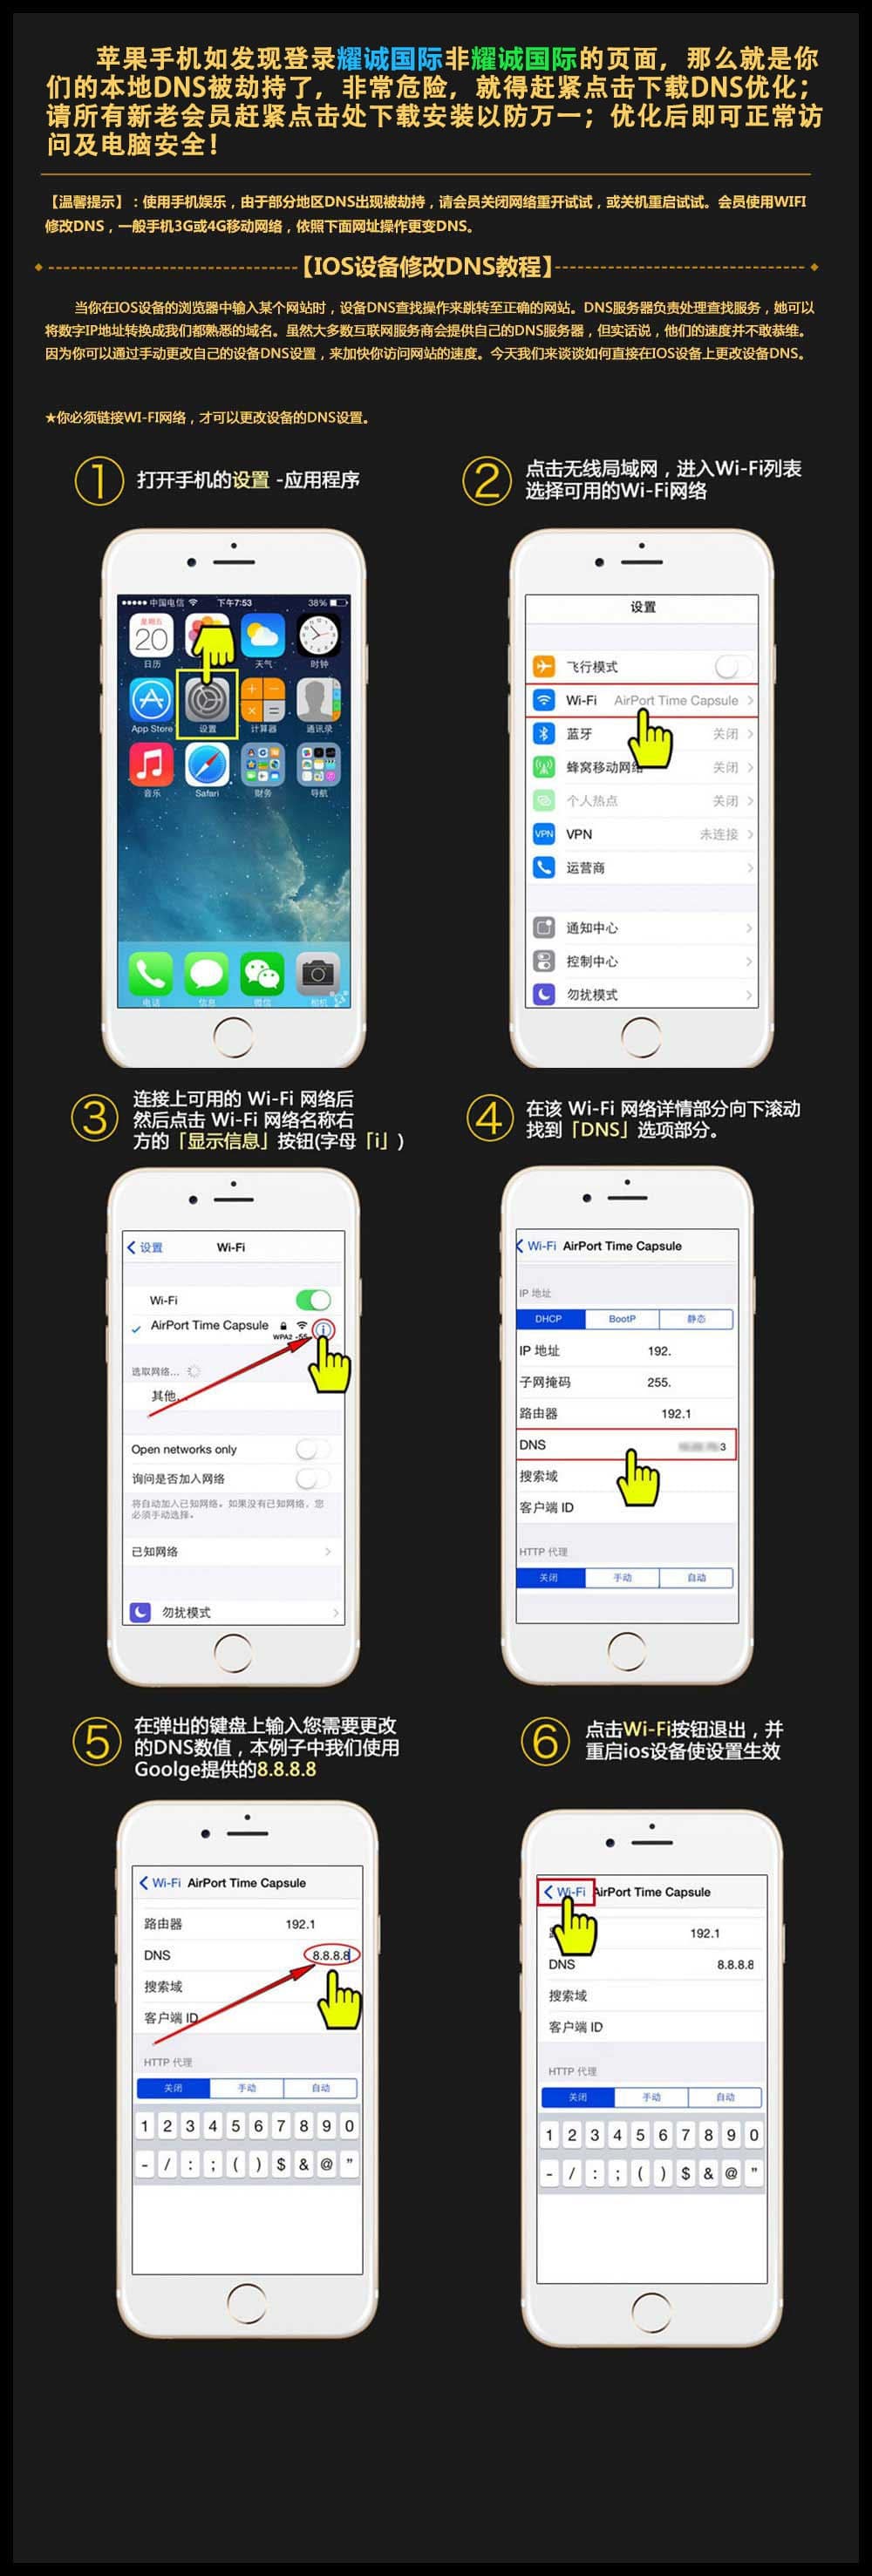 苹果手机如发现登录耀诚国际非耀诚国际的页面，那么就是你
们的本地DNS被劫持了，非常危险，就得赶紧点击下载DNS优化；
请所有新老会员赶紧点击处下载安装以防万一；优化后即可正常访
问及电脑安全！
【温馨提示】：使用手机娱乐，由于部分地区DNS出现被劫持，请会员关闭网络重开试试，或关机重启试试。会员使用WIFI
修改DNS，一般手机3G或4G移动网络，依照下面网址操作更变DNS。
【IOS设备修改DNS教程】
当你在IOS设备的浏览器中输入某个网站时，设备DNS查找操作来跳转至正确的网站。DNS服务器负责处理查找服务，她可以
将数字IP地址转换成我们都熟悉的域名。虽然大多数互联网服务商会提供自己的DNS服务器，但实话说，他们的速度并不敢恭维。
因为你可以通过手动更改自己的设备DNS设置，来加快你访问网站的速度。今天我们来谈谈如何直接在IOS设备上更改设备DNS。
★你必须链接WI-FI网络，才可以更改设备的DNS设置。
① 打开手机的设置 -应用程序
中国电信 下午7:53 38%
星期五
20
日历 天气 时钟
App Store 设置 计算器 通讯录
音乐 Safari 财务 导航
电话 信息 微信 相机
② 点击无线局域网，进入Wi-Fi列表
选择可用的Wi-Fi网络
设置
飞行模式
Wi-Fi AirPort Time Capsule
蓝牙 关闭
蜂窝移动网络 关闭
个人热点 关闭
VPN VPN 未连接
运营商
通知中心
控制中心
勿扰模式
③ 连接上可用的 Wi-Fi 网络后
然后点击 Wi-Fi 网络名称右
方的「显示信息」按钮(字母「i」)
设置 Wi-Fi
Wi-Fi
AirPort Time Capsule
WPA2 -55
选取网络...
其他...
Open networks only
询问是否加入网络
将自动加入已知网络。如果没有已知网络，您
必须手动选择。
已知网络
勿扰模式
④ 在该 Wi-Fi 网络详情部分向下滚动
找到「DNS」选项部分。
Wi-Fi AirPort Time Capsule
IP 地址
DHCP BootP 静态
IP 地址 192.
子网掩码 255.
路由器 192.1
DNS 3
搜索域
客户端 ID
HTTP 代理
关闭 手动 自动
⑤ 在弹出的键盘上输入您需要更改
的DNS数值，本例子中我们使用
Goolge提供的8.8.8.8
Wi-Fi AirPort Time Capsule
路由器 192.1
DNS 8.8.8.8
搜索域
客户端 ID
HTTP 代理
关闭 手动 自动
1 2 3 4 5 6 7 8 9 0
- / : ; ( ) $ & @ "
⑥ 点击Wi-Fi按钮退出，并
重启ios设备使设置生效
Wi-Fi AirPort Time Capsule
192.1
DNS 8.8.8.8
搜索域
客户端 ID
HTTP 代理
关闭 手动 自动
1 2 3 4 5 6 7 8 9 0
- / : ; ( ) $ & @ "